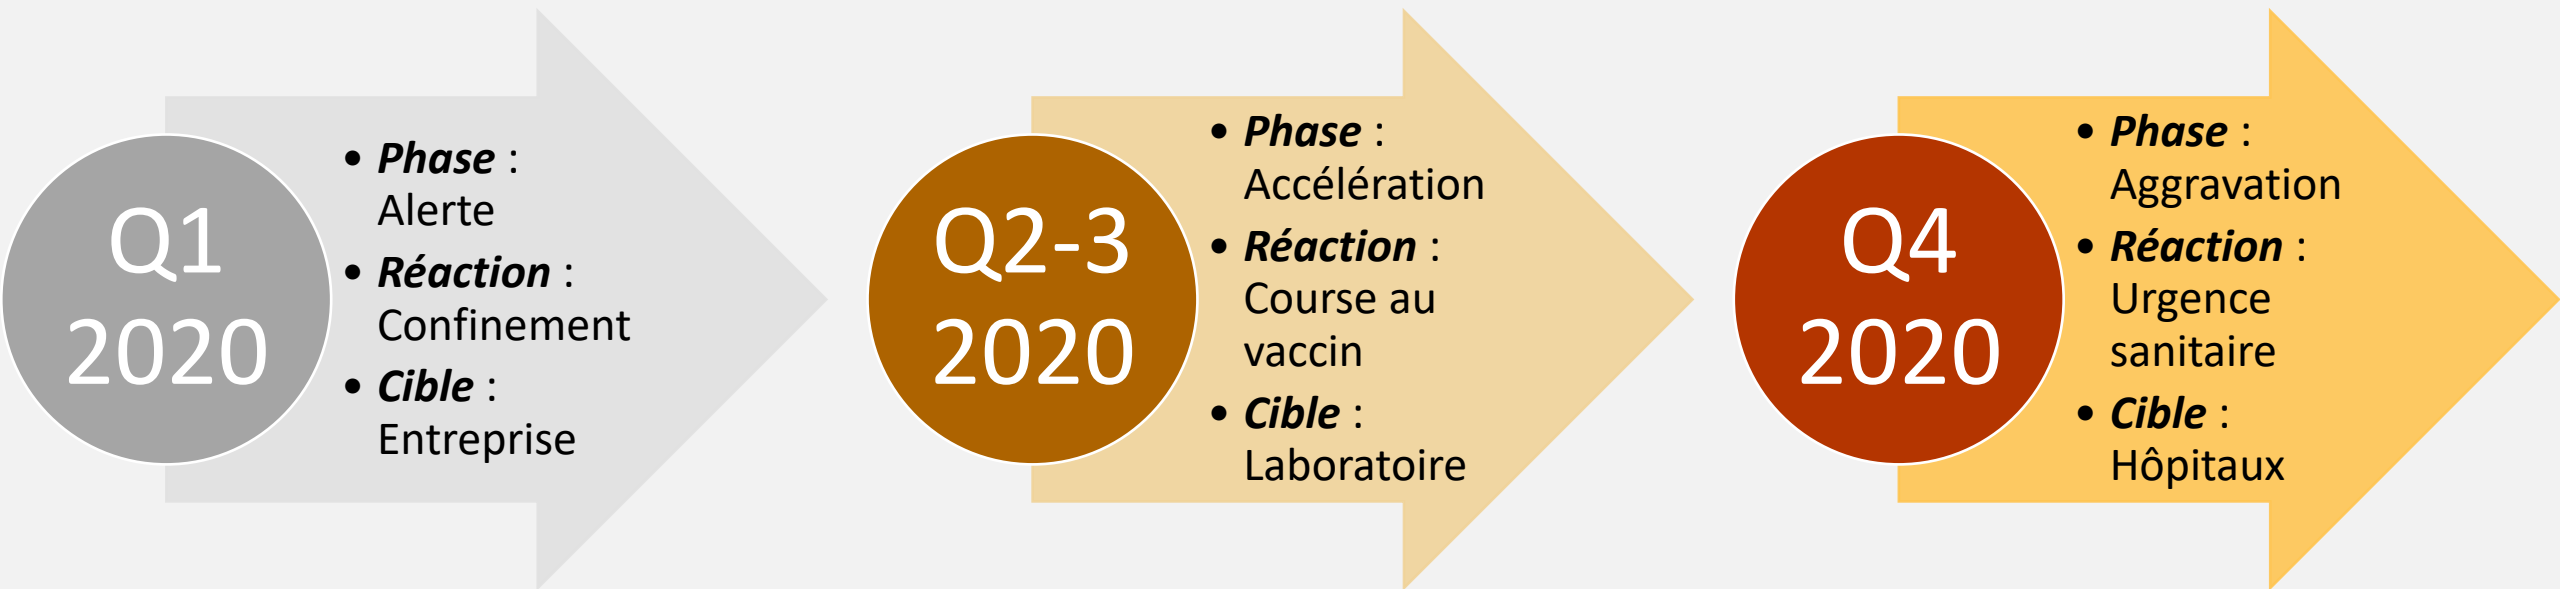 Q1
2020
• Phase :
Alerte
• Réaction :
Confinement
• Cible :
Entreprise
Q2-3
2020
• Phase :
Accélération
• Réaction :
Course au
vaccin
• Cible :
Laboratoire
Q4
2020
• Phase :
Aggravation
• Réaction :
Urgence
sanitaire
• Cible :
Hôpitaux